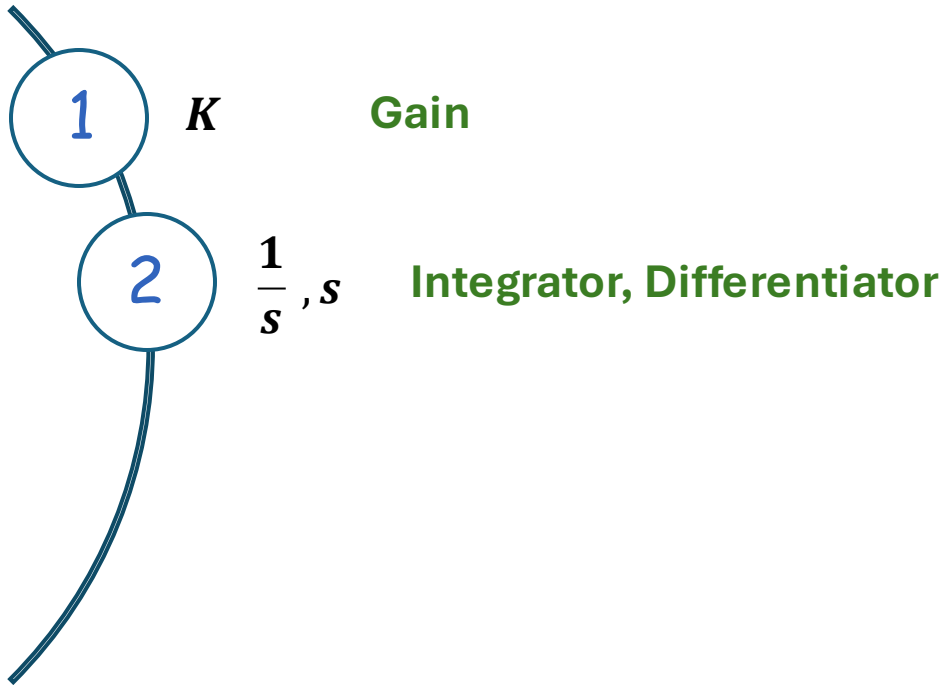 1 K Gain
2 1/s , s Integrator, Differentiator